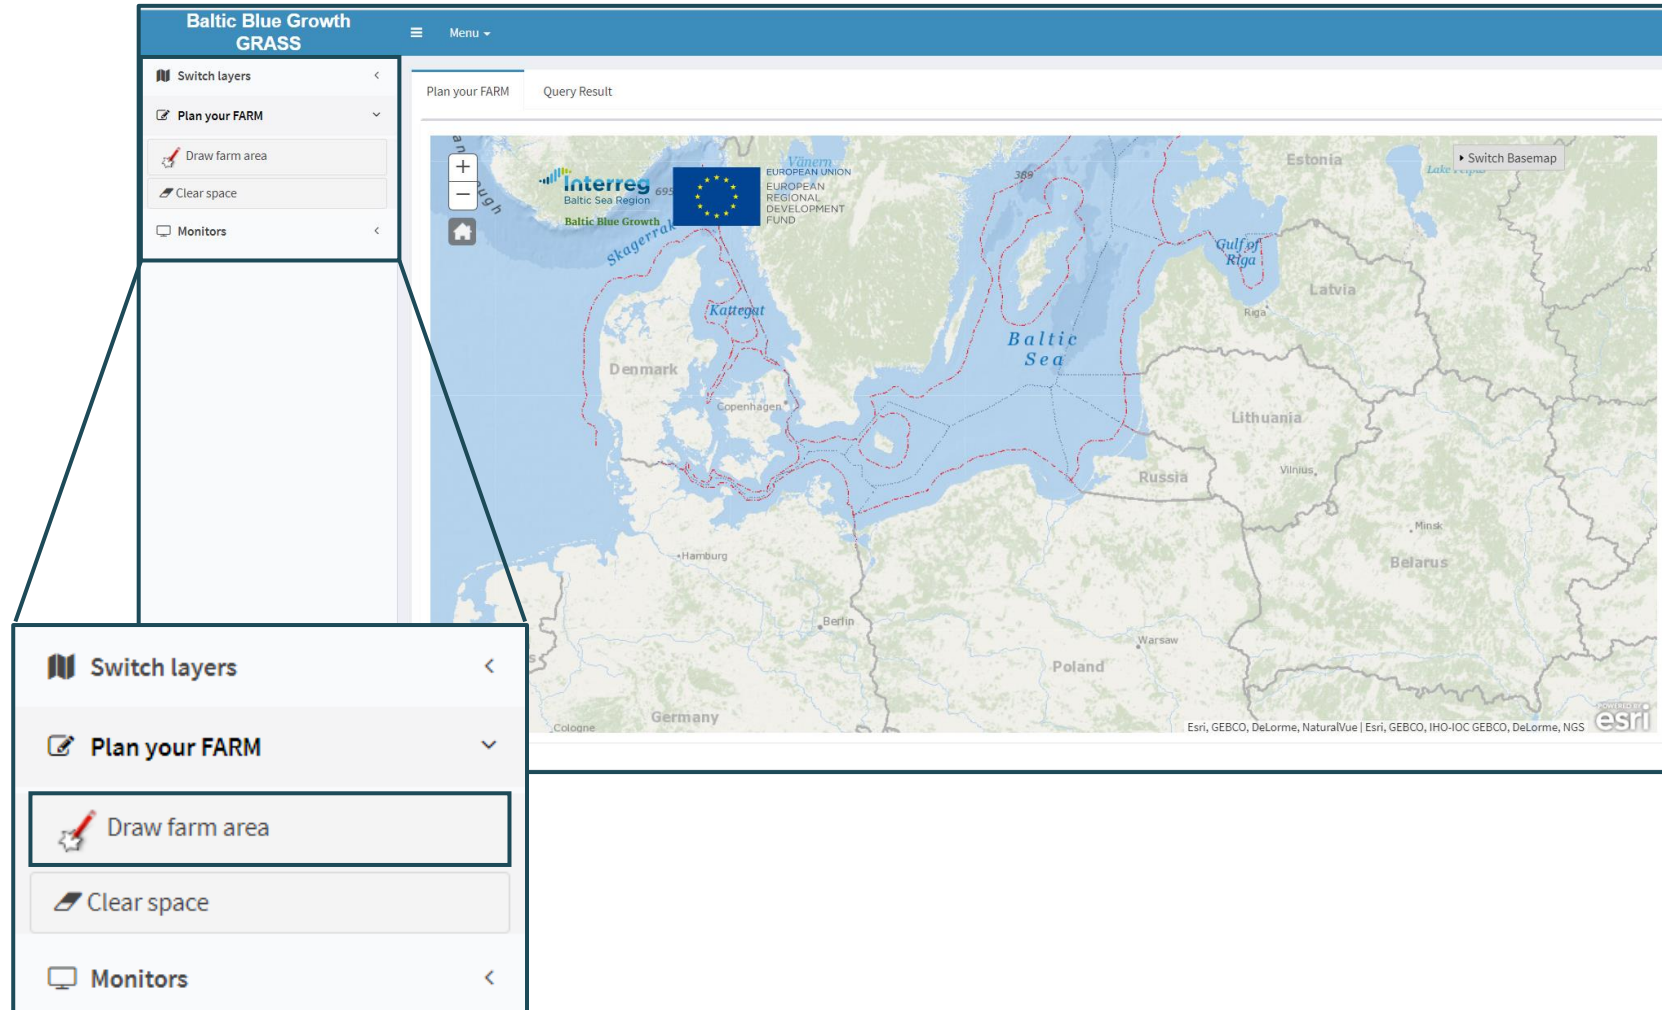 Baltic Blue Growth
GRASS
Menu
Switch layers
Plan your FARM
Draw farm area
Clear space
Monitors
Plan your FARM
Query Result
+
−
Interreg
Baltic Sea Region
Baltic Blue Growth
EUROPEAN UNION
EUROPEAN
REGIONAL
DEVELOPMENT
FUND
Switch Basemap
Vänern
Estonia
389
Skagerrak
Gulf of
Riga
Latvia
Riga
Kattegat
Baltic
Sea
Denmark
Copenhagen
Lithuania
Vilnius
Russia
Minsk
Belarus
Hamburg
Berlin
Warsaw
Poland
Germany
Cologne
Esri, GEBCO, DeLorme, NaturalVue | Esri, GEBCO, IHO-IOC GEBCO, DeLorme, NGS
POWERED BY
esri
Switch layers
Plan your FARM
Draw farm area
Clear space
Monitors